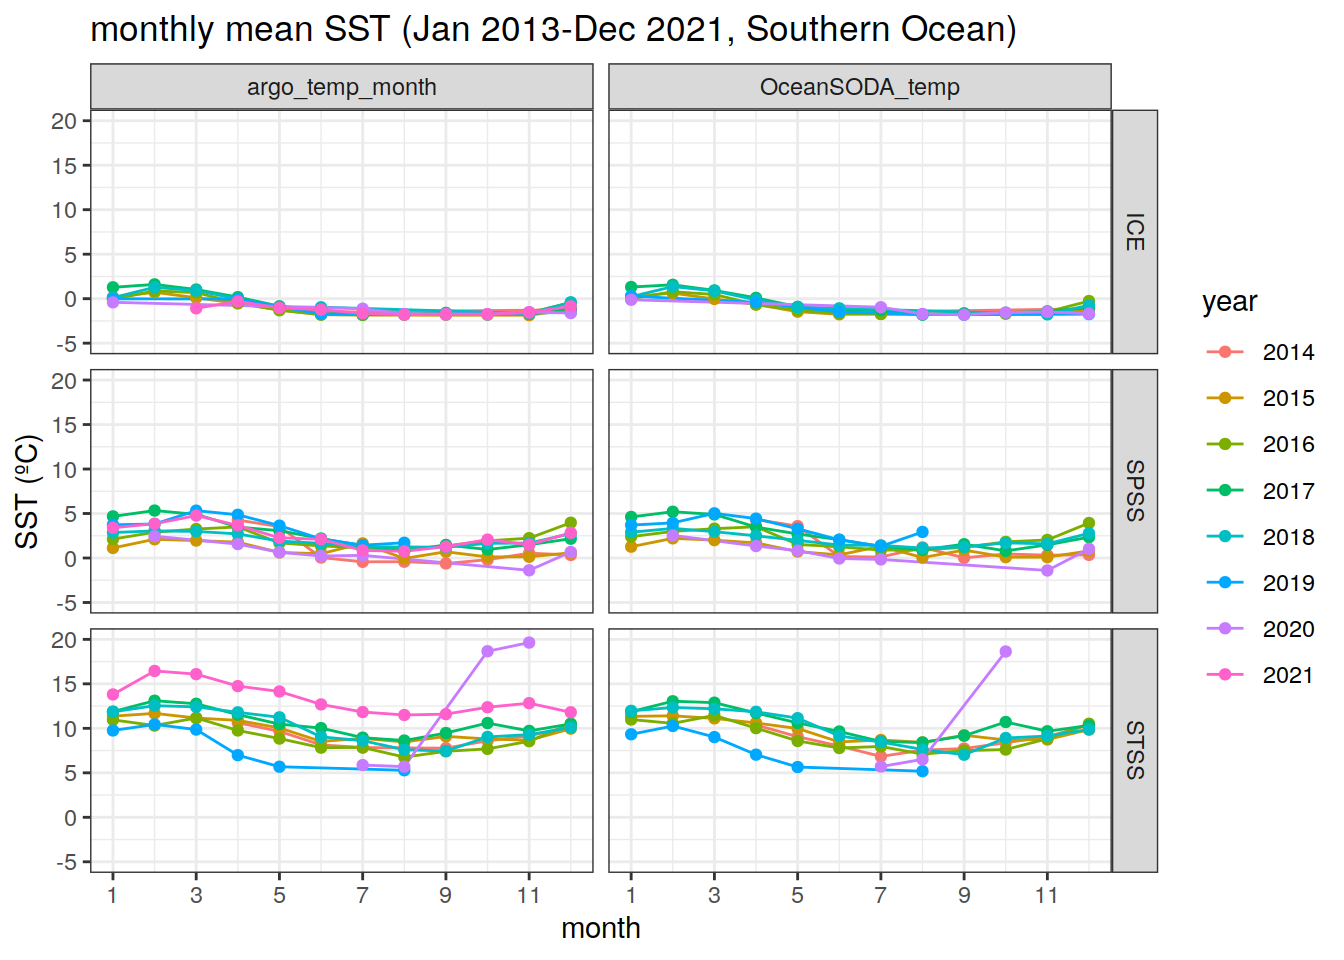 monthly mean SST (Jan 2013-Dec 2021, Southern Ocean)
argo_temp_month
OceanSODA_temp
20
15
10
5
0
-5
ICE
20
15
10
5
0
-5
SPSS
20
15
10
5
0
-5
STSS
SST (ºC)
1 3 5 7 9 11
1 3 5 7 9 11
month
year
2014
2015
2016
2017
2018
2019
2020
2021